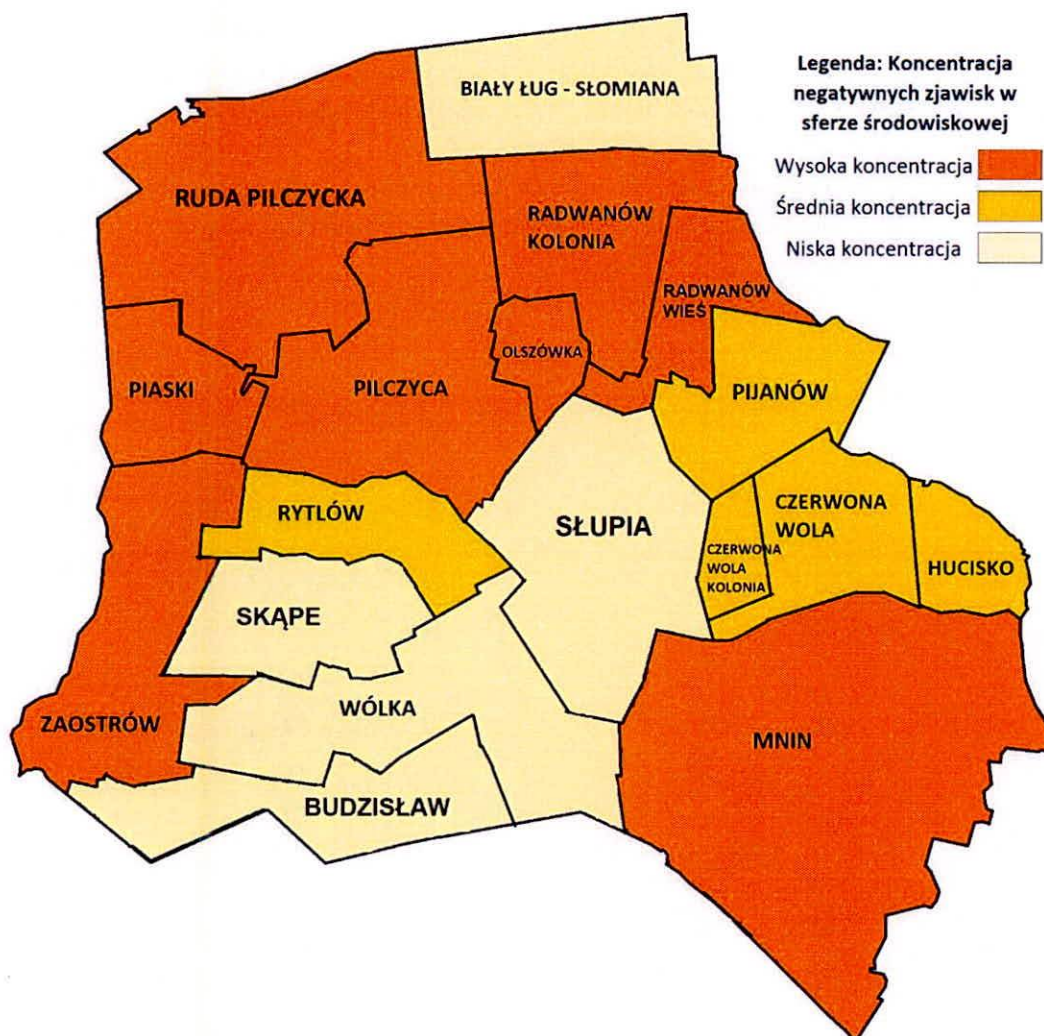 Legenda: Koncentracja
negatywnych zjawisk w
sferze środowiskowej
Wysoka koncentracja
Średnia koncentracja
Niska koncentracja
BIAŁY ŁUG - SŁOMIANA
RUDA PILCZYCKA
RADWANÓW
KOLONIA
RADWANÓW
WIEŚ
OLSZÓWKA
PIASKI
PILCZYCA
PIJANÓW
RYTLÓW
SŁUPIA
CZERWONA
WOLA
CZERWONA
WOLA
KOLONIA
HUCISKO
SKĄPE
WÓLKA
ZAOSTRÓW
MNIN
BUDZISŁAW